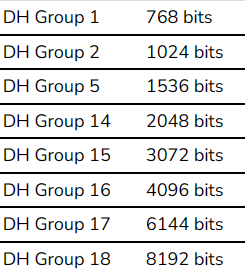 DH Group 1 768 bits
DH Group 2 1024 bits
DH Group 5 1536 bits
DH Group 14 2048 bits
DH Group 15 3072 bits
DH Group 16 4096 bits
DH Group 17 6144 bits
DH Group 18 8192 bits